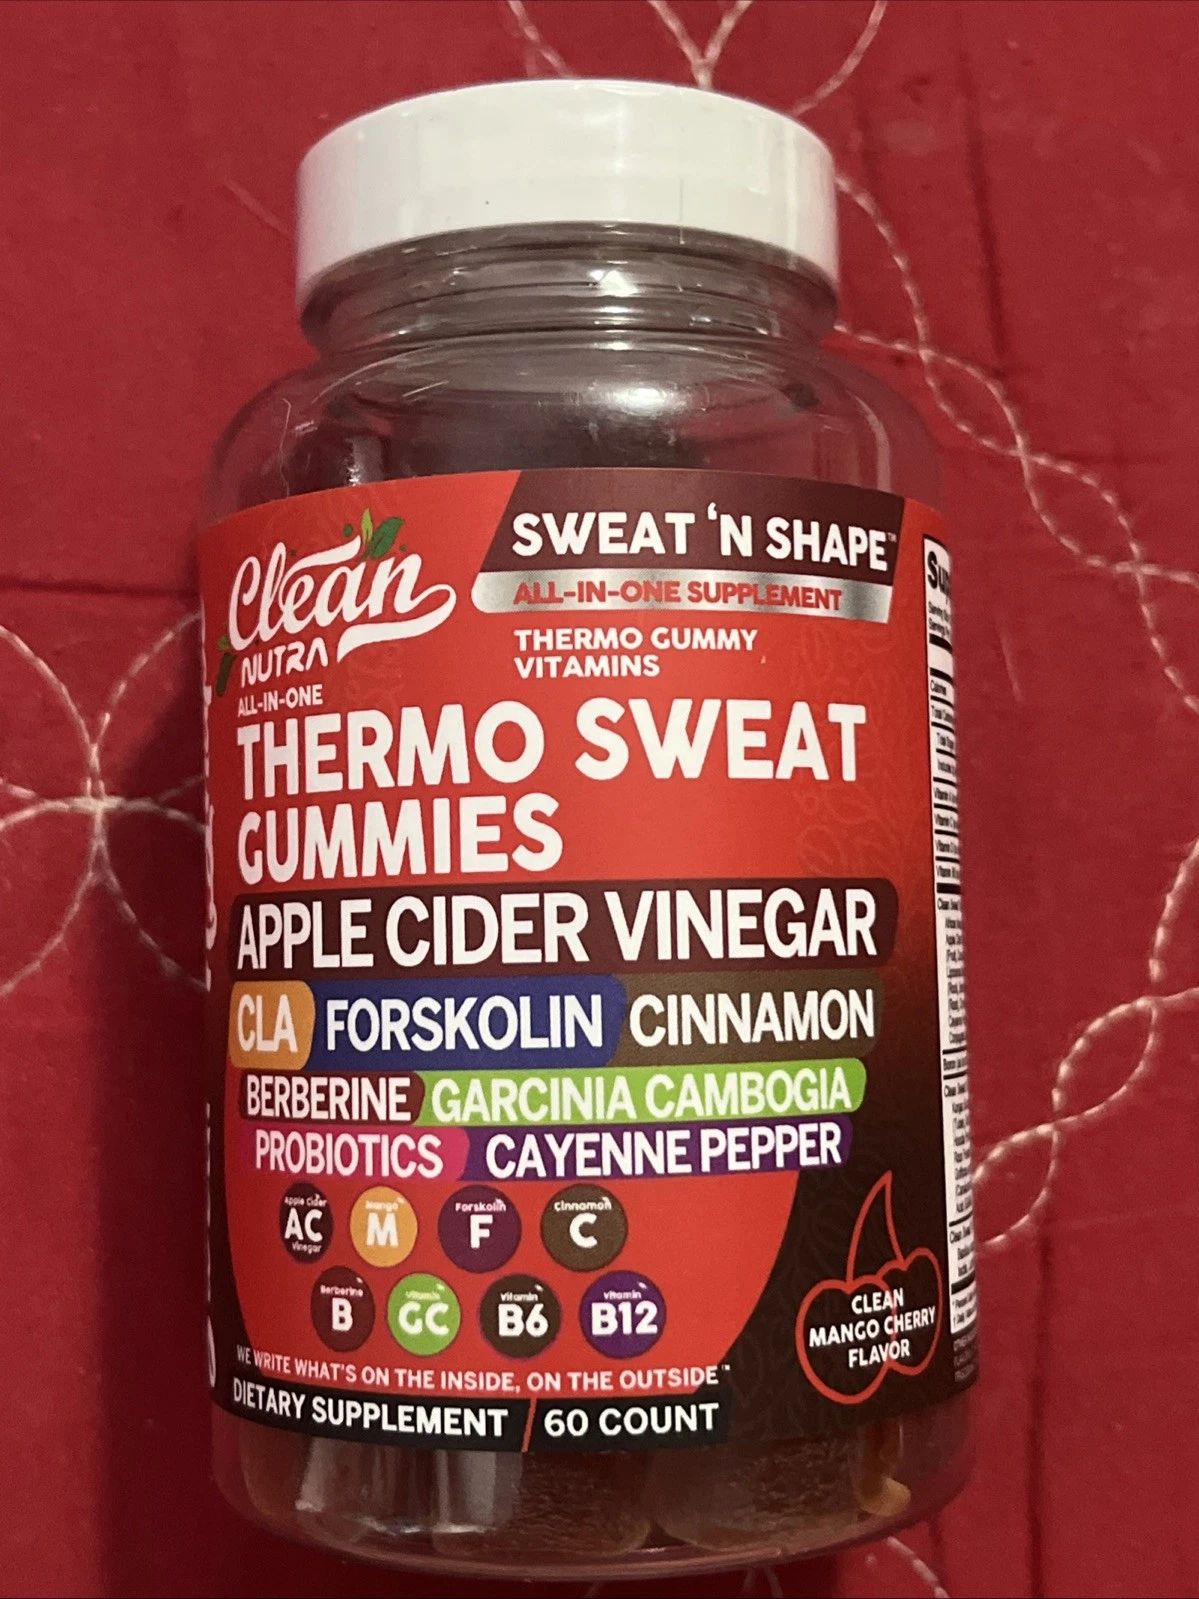 Clean
NUTRA
SWEAT 'N SHAPE™
ALL-IN-ONE SUPPLEMENT
THERMO GUMMY
VITAMINS
ALL-IN-ONE
THERMO SWEAT
GUMMIES
APPLE CIDER VINEGAR
CLA FORSKOLIN CINNAMON
BERBERINE GARCINIA CAMBOGIA
PROBIOTICS CAYENNE PEPPER
Apple Cider
AC
Vinegar
Mango
M
Forskolin
F
Cinnamon
C
Berberine
B
Vitamin
GC
Vitamin
B6
Vitamin
B12
WE WRITE WHAT'S ON THE INSIDE, ON THE OUTSIDE™
DIETARY SUPPLEMENT 60 COUNT
CLEAN
MANGO CHERRY
FLAVOR